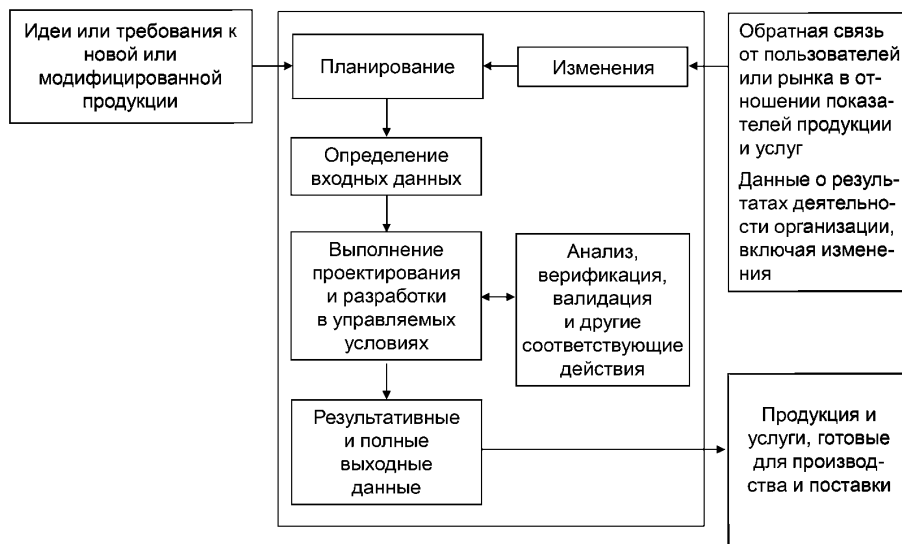 Идеи или требования к
новой или
модифицированной
продукции
Планирование
Изменения
Обратная связь
от пользователей
или рынка в от-
ношении показа-
телей продукции
и услуг
Данные о резуль-
татах деятельно-
сти организации,
включая измене-
ния
Определение
входных данных
Выполнение
проектирования
и разработки
в управляемых
условиях
Анализ,
верификация,
валидация
и другие
соответствующие
действия
Результативные
и полные
выходные
данные
Продукция и
услуги, готовые
для производ-
ства и поставки